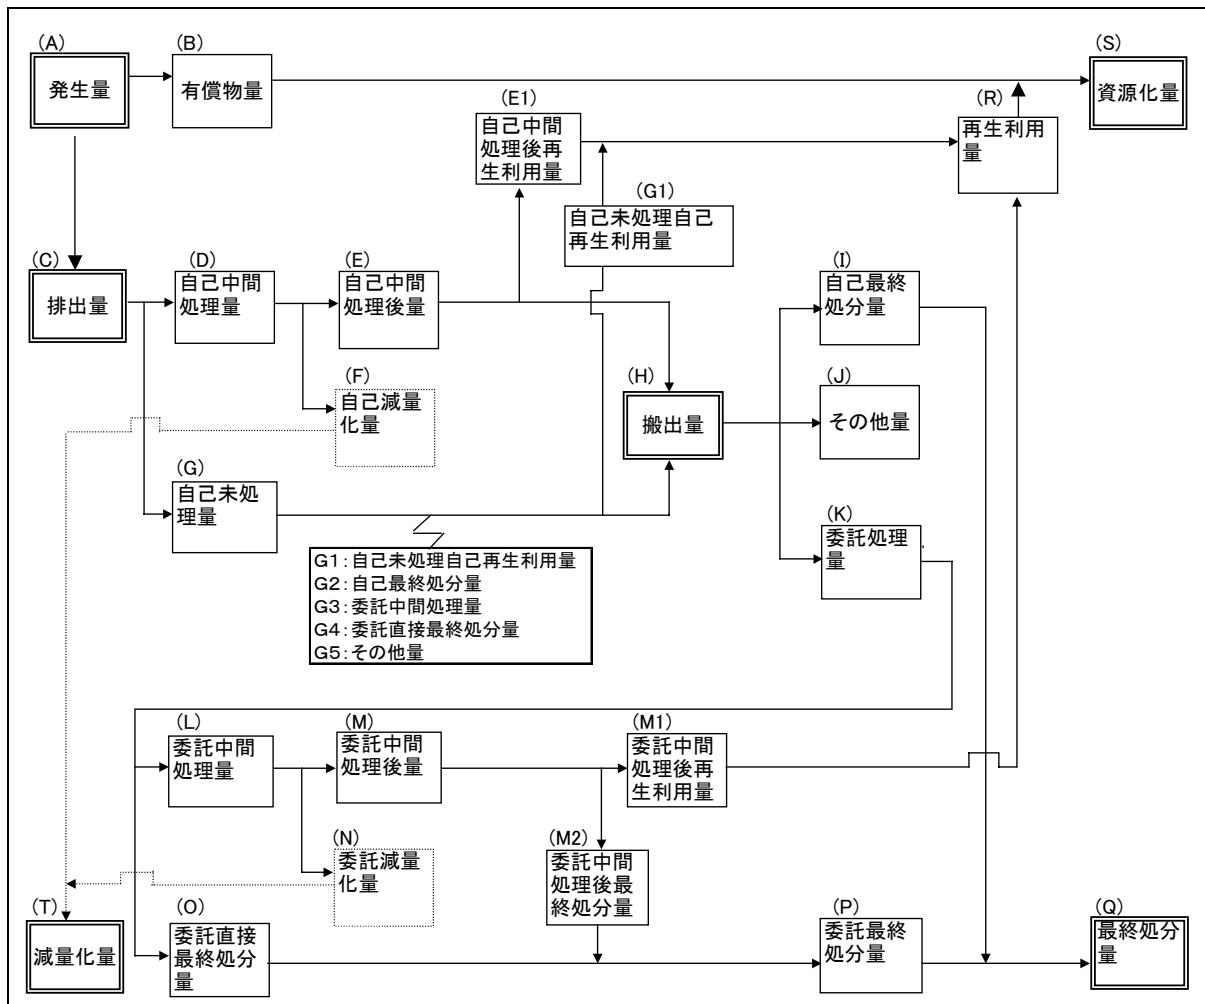 (A)
発生量
(B)
有償物量
(S)
資源化量
(E1)
自己中間
処理後再
生利用量
(R)
再生利用
量
(G1)
自己未処理自己
再生利用量
(C)
排出量
(D)
自己中間
処理量
(E)
自己中間
処理後量
(I)
自己最終
処分量
(F)
自己減量
化量
(H)
搬出量
(J)
その他量
(G)
自己未処
理量
(K)
委託処理
量
G1:自己未処理自己再生利用量
G2:自己最終処分量
G3:委託中間処理量
G4:委託直接最終処分量
G5:その他量
(L)
委託中間
処理量
(M)
委託中間
処理後量
(M1)
委託中間
処理後再
生利用量
(N)
委託減量
化量
(M2)
委託中間
処理後最
終処分量
(T)
減量化量
(O)
委託直接
最終処分
量
(P)
委託最終
処分量
(Q)
最終処分
量